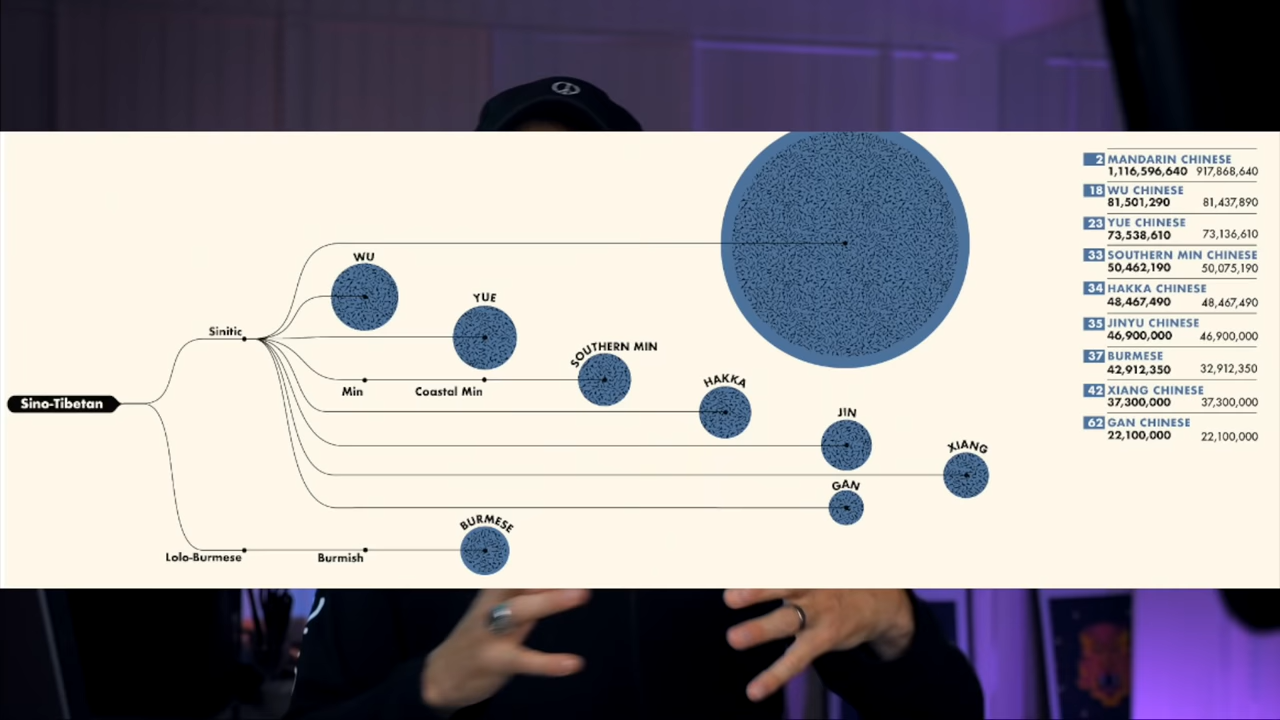 WU
YUE
Sinitic
SOUTHERN MIN
Min
Coastal Min
HAKKA
Sino-Tibetan
JIN
XIANG
GAN
BURMESE
Lolo-Burmese
Burmish
2 MANDARIN CHINESE
1,116,596,640 917,868,640
18 WU CHINESE
81,501,290 81,437,890
23 YUE CHINESE
73,538,610 73,136,610
33 SOUTHERN MIN CHINESE
50,462,190 50,075,190
34 HAKKA CHINESE
48,467,490 48,467,490
35 JINYU CHINESE
46,900,000 46,900,000
37 BURMESE
42,912,350 32,912,350
42 XIANG CHINESE
37,300,000 37,300,000
62 GAN CHINESE
22,100,000 22,100,000